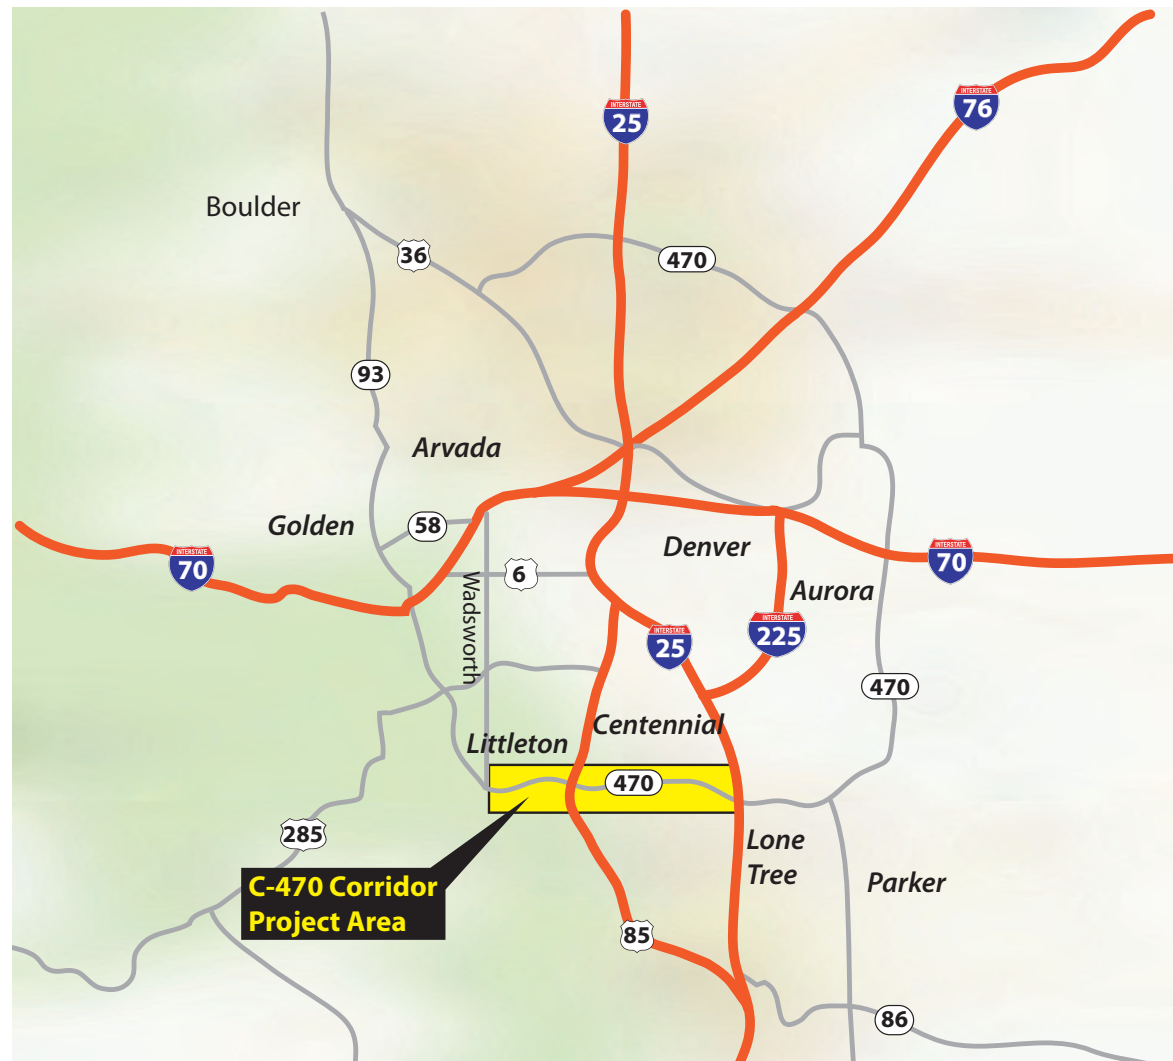 INTERSTATE
25
INTERSTATE
76
Boulder
36
470
93
Arvada
Golden
58
Denver
INTERSTATE
70
6
INTERSTATE
70
Wadsworth
Aurora
INTERSTATE
25
INTERSTATE
225
470
Centennial
Littleton
470
285
Lone
Tree
Parker
C-470 Corridor
Project Area
85
86